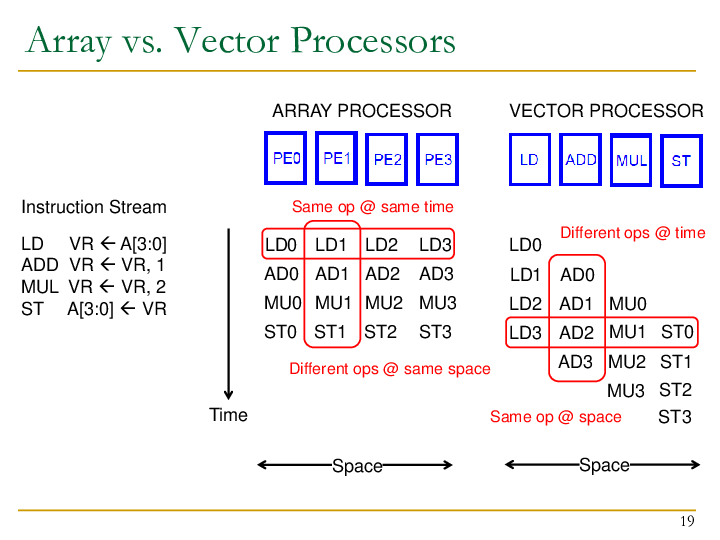 Array vs. Vector Processors
ARRAY PROCESSOR
VECTOR PROCESSOR
PE0 PE1 PE2 PE3
LD ADD MUL ST
Instruction Stream
LD VR ← A[3:0]
ADD VR ← VR, 1
MUL VR ← VR, 2
ST A[3:0] ← VR
Time
Same op @ same time
LD0 LD1 LD2 LD3
AD0 AD1 AD2 AD3
MU0 MU1 MU2 MU3
ST0 ST1 ST2 ST3
Different ops @ same space
Space
Different ops @ time
LD0
LD1 AD0
LD2 AD1 MU0
LD3 AD2 MU1 ST0
AD3 MU2 ST1
MU3 ST2
ST3
Same op @ space
Space
19